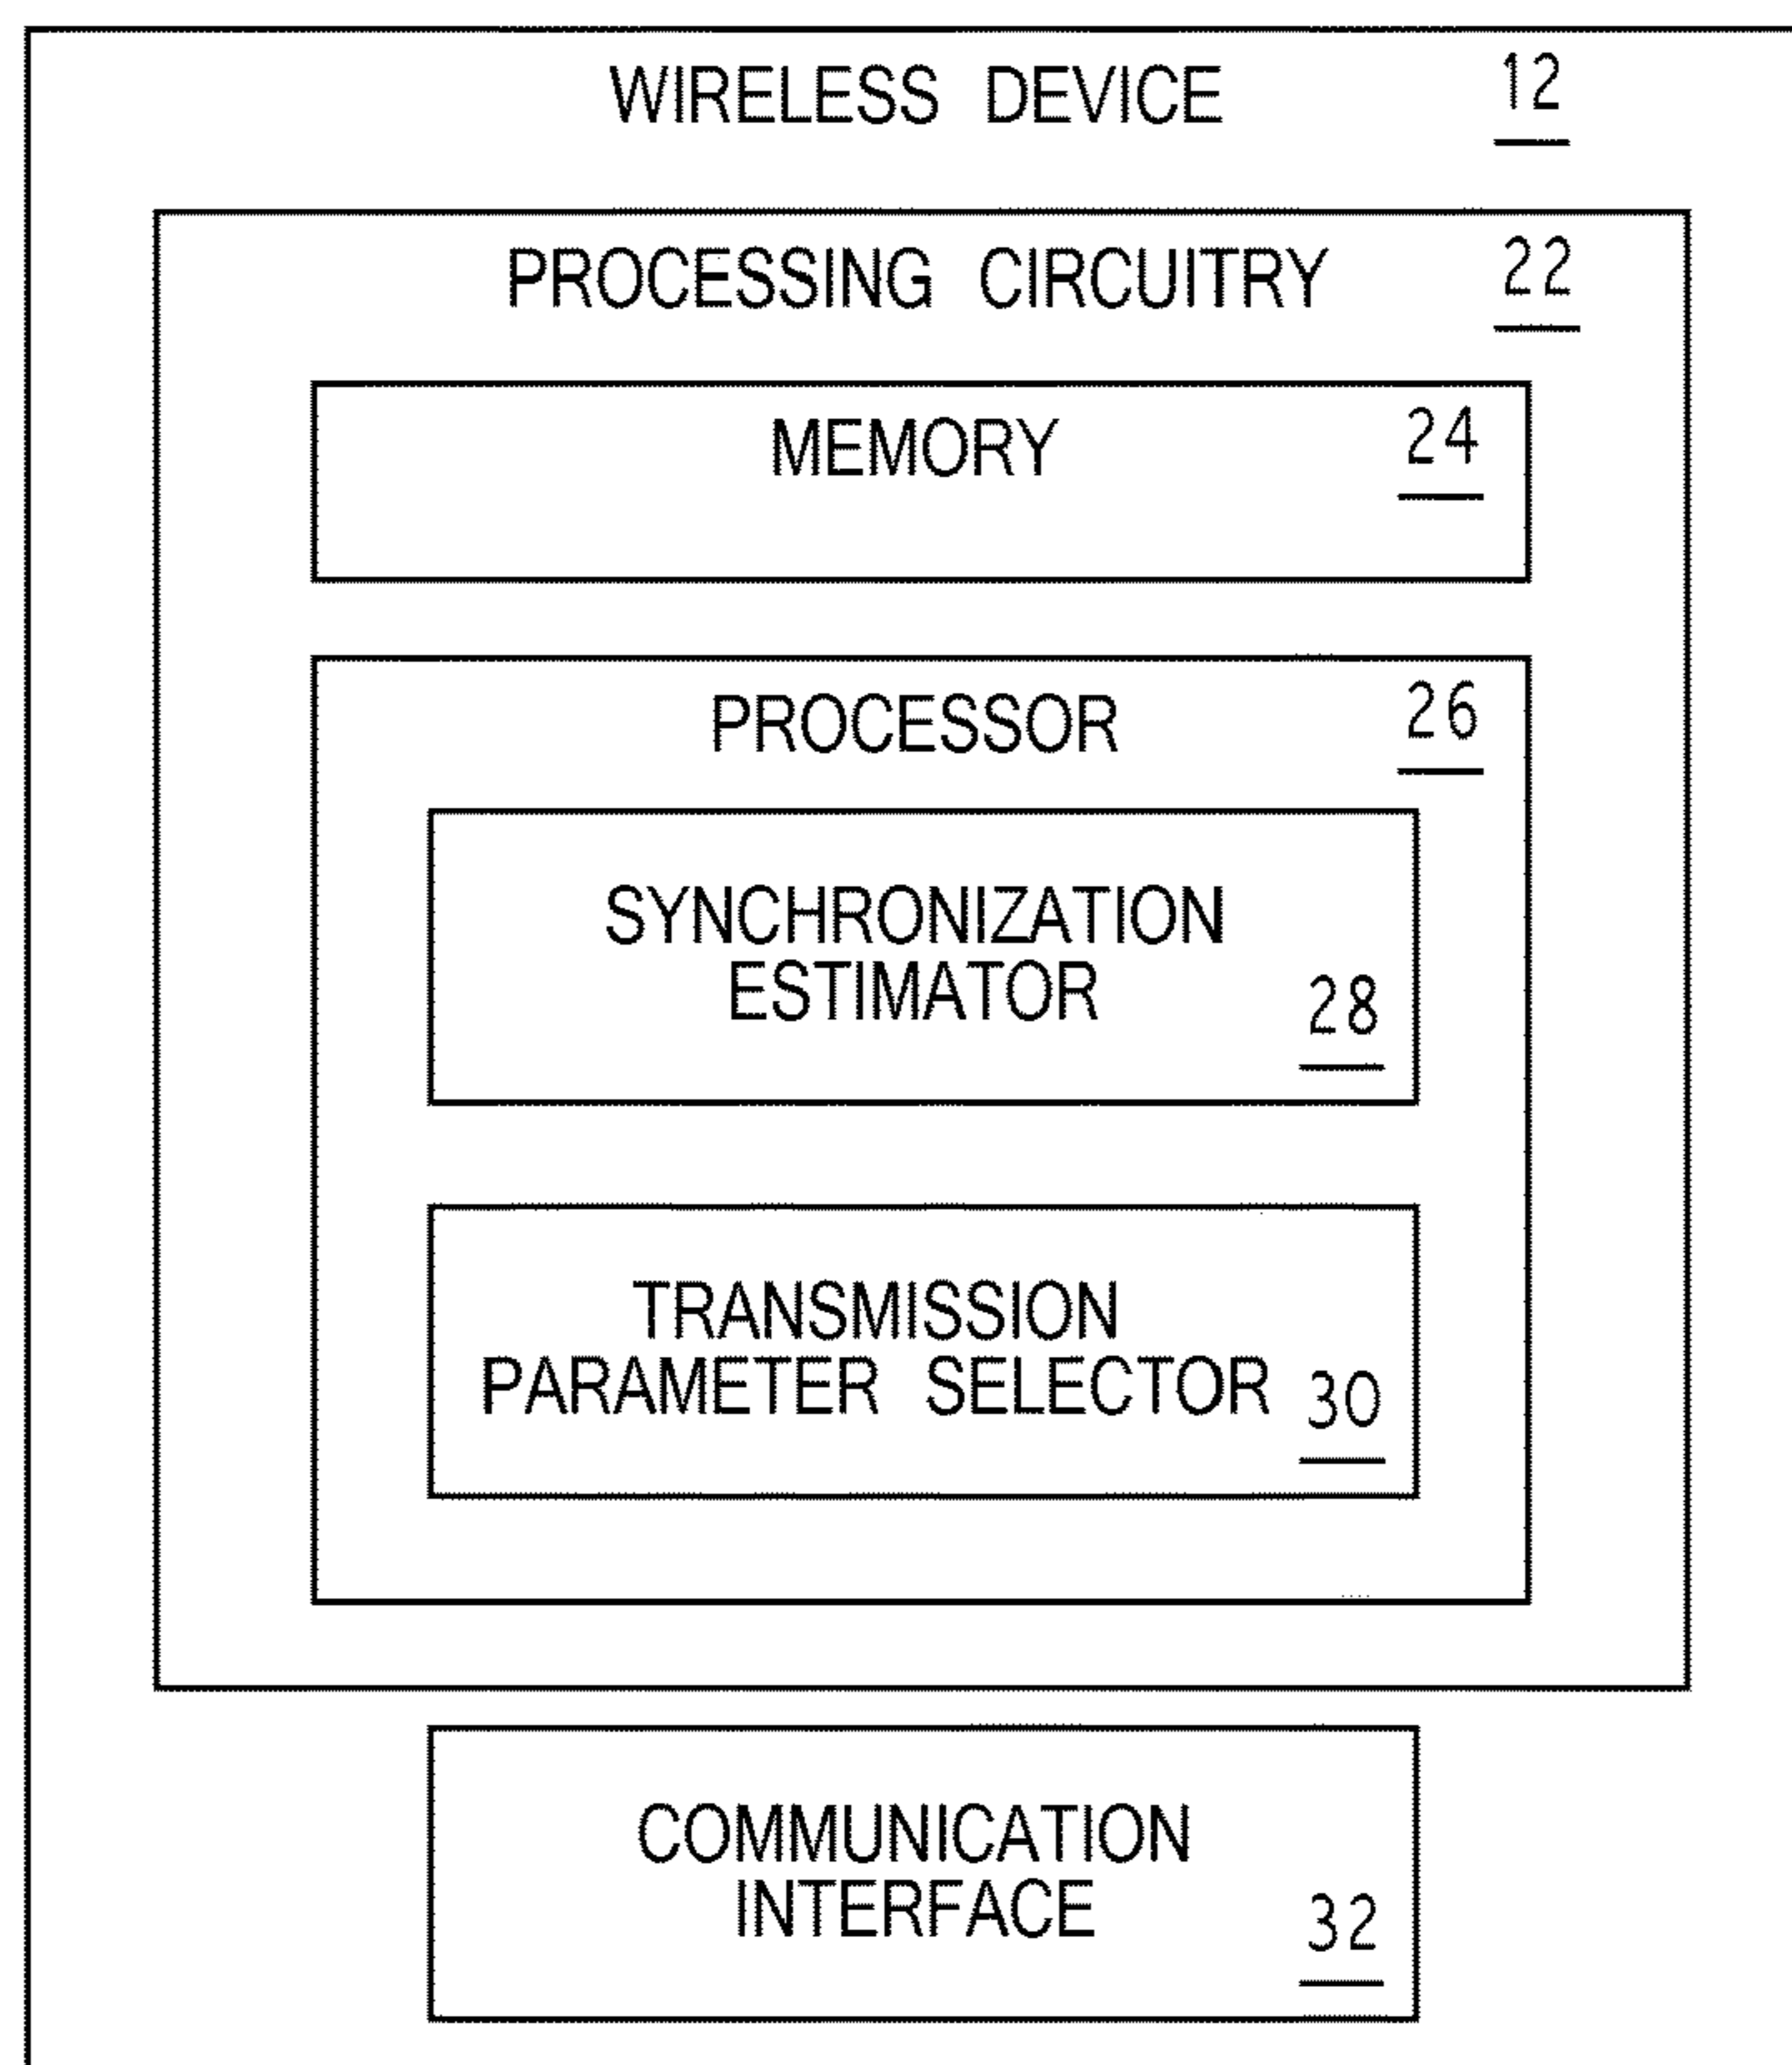 WIRELESS DEVICE 12
PROCESSING CIRCUITRY 22
MEMORY 24
PROCESSOR 26
SYNCHRONIZATION
ESTIMATOR 28
TRANSMISSION
PARAMETER SELECTOR 30
COMMUNICATION
INTERFACE 32